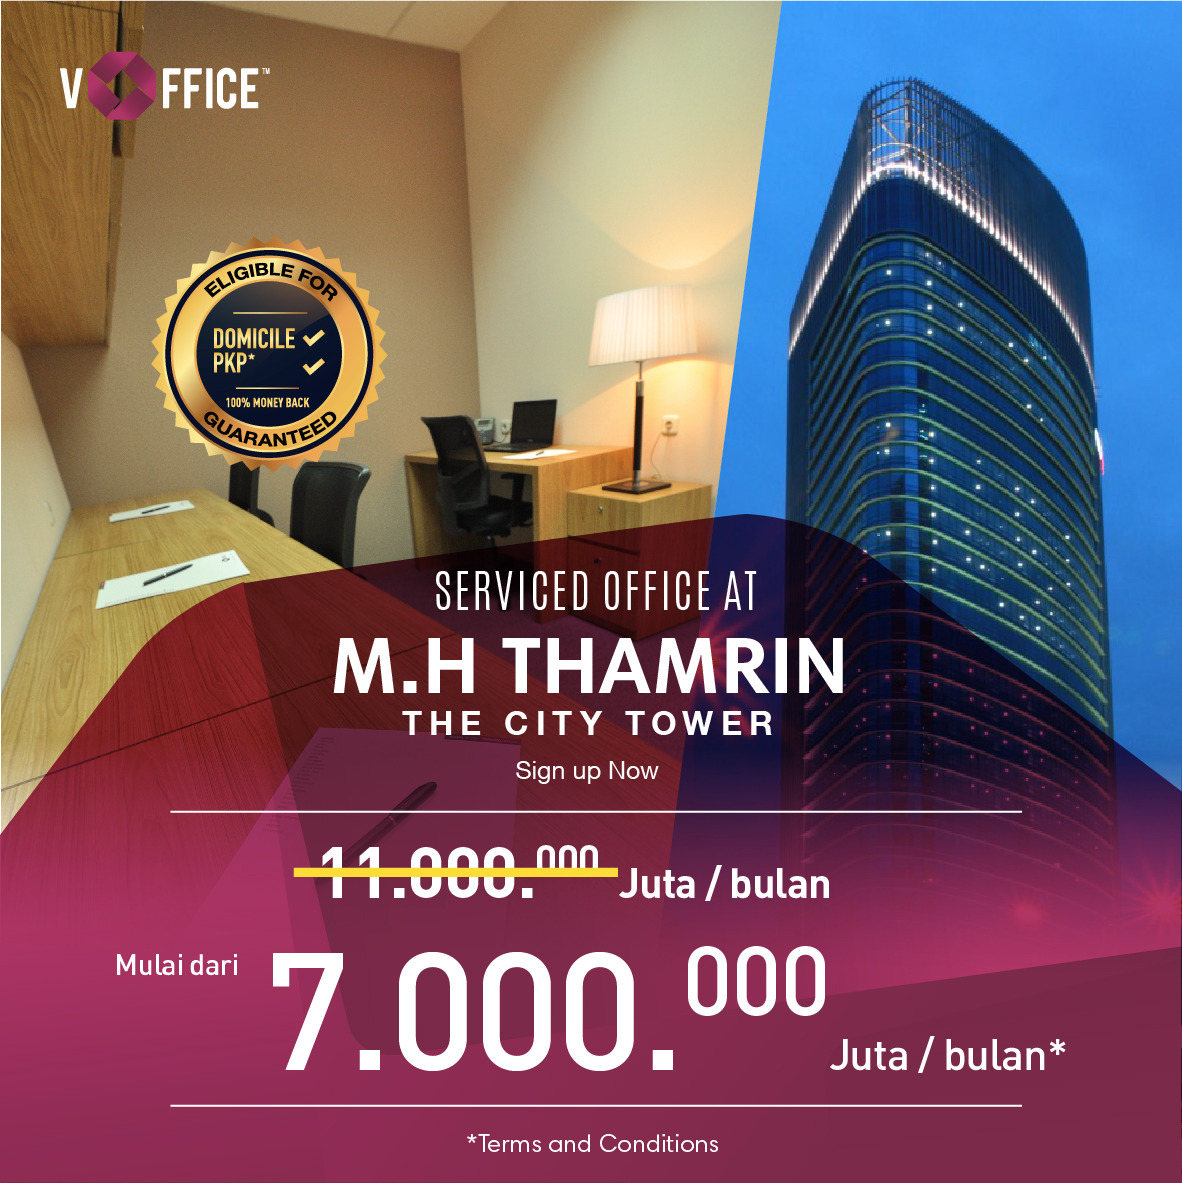 VOFFICE™
ELIGIBLE FOR
DOMICILE
PKP*
100% MONEY BACK
GUARANTEED
SERVICED OFFICE AT
M.H THAMRIN
THE CITY TOWER
Sign up Now
11.000.000 Juta / bulan
Mulai dari 7.000.000 Juta / bulan*
*Terms and Conditions